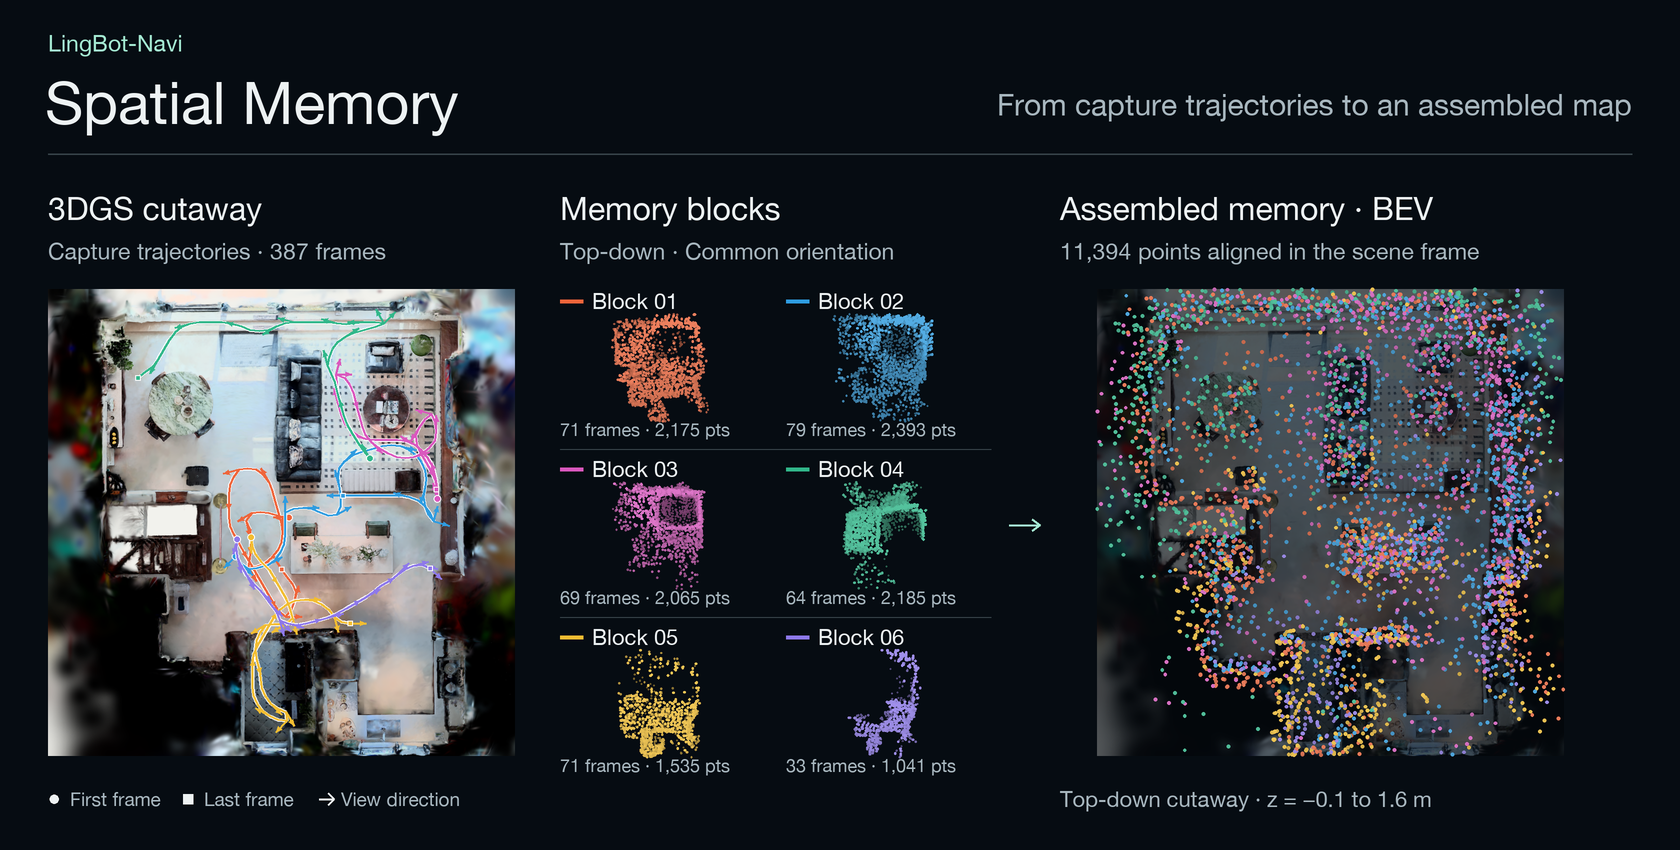 LingBot-Navi
Spatial Memory
From capture trajectories to an assembled map
3DGS cutaway
Capture trajectories · 387 frames
Memory blocks
Top-down · Common orientation
Assembled memory · BEV
11,394 points aligned in the scene frame
Block 01
71 frames · 2,175 pts
Block 02
79 frames · 2,393 pts
Block 03
69 frames · 2,065 pts
Block 04
64 frames · 2,185 pts
Block 05
71 frames · 1,535 pts
Block 06
33 frames · 1,041 pts
First frame
Last frame
→ View direction
Top-down cutaway · z = −0.1 to 1.6 m